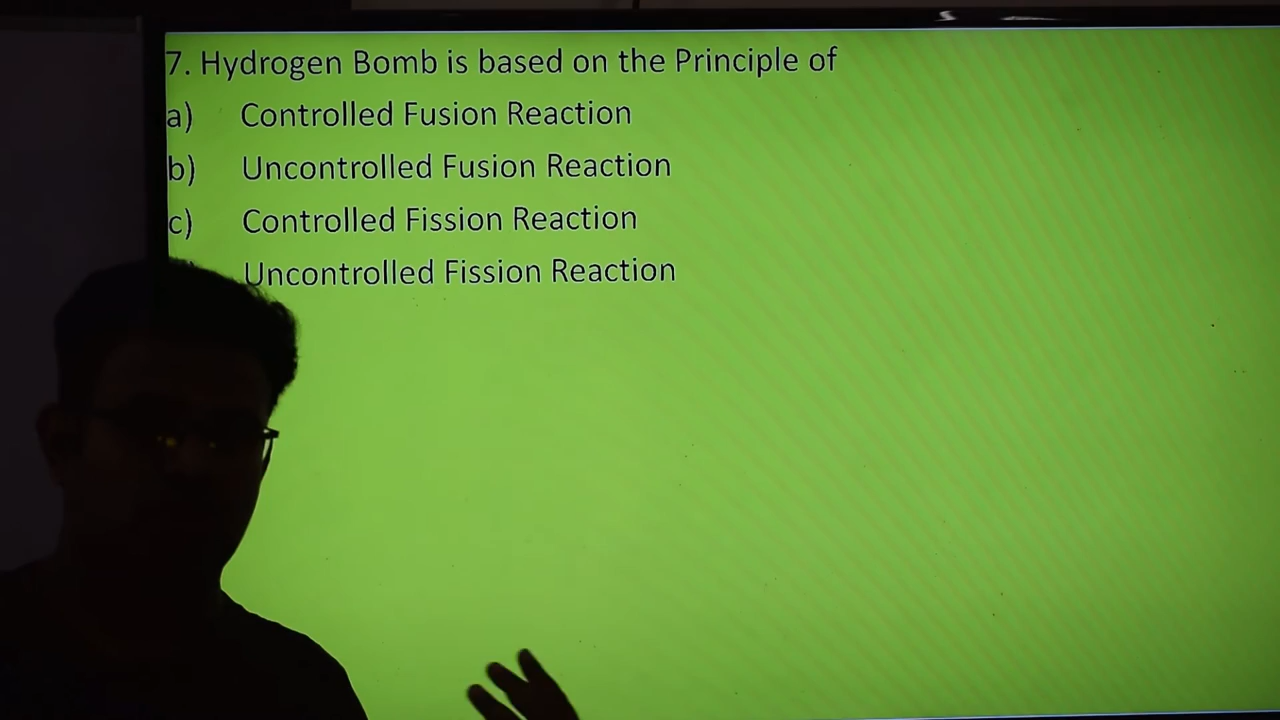 7. Hydrogen Bomb is based on the Principle of
a) Controlled Fusion Reaction
b) Uncontrolled Fusion Reaction
c) Controlled Fission Reaction
Uncontrolled Fission Reaction